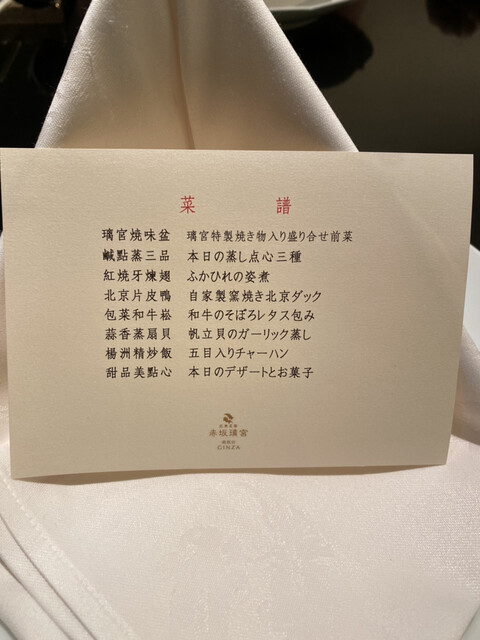 菜 譜
璃宮焼味盆 璃宮特製焼き物入り盛り合せ前菜
鹹點蒸三品 本日の蒸し点心三種
紅焼牙煉翅 ふかひれの姿煮
北京片皮鴨 自家製窯焼き北京ダック
包菜和牛崧 和牛のそぼろレタス包み
蒜香蒸扇貝 帆立貝のガーリック蒸し
楊洲精炒飯 五目入りチャーハン
甜品美點心 本日のデザートとお菓子
赤坂璃宮
銀座店
GINZA